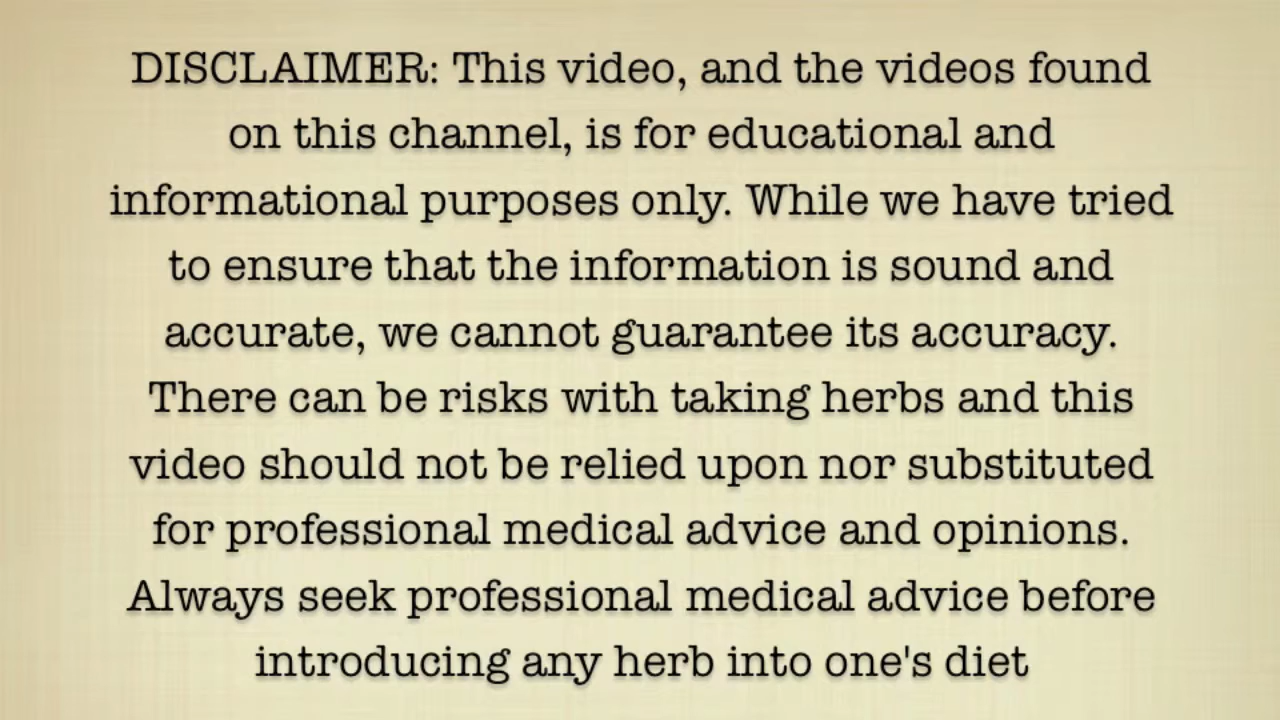 DISCLAIMER: This video, and the videos found
on this channel, is for educational and
informational purposes only. While we have tried
to ensure that the information is sound and
accurate, we cannot guarantee its accuracy.
There can be risks with taking herbs and this
video should not be relied upon nor substituted
for professional medical advice and opinions.
Always seek professional medical advice before
introducing any herb into one's diet